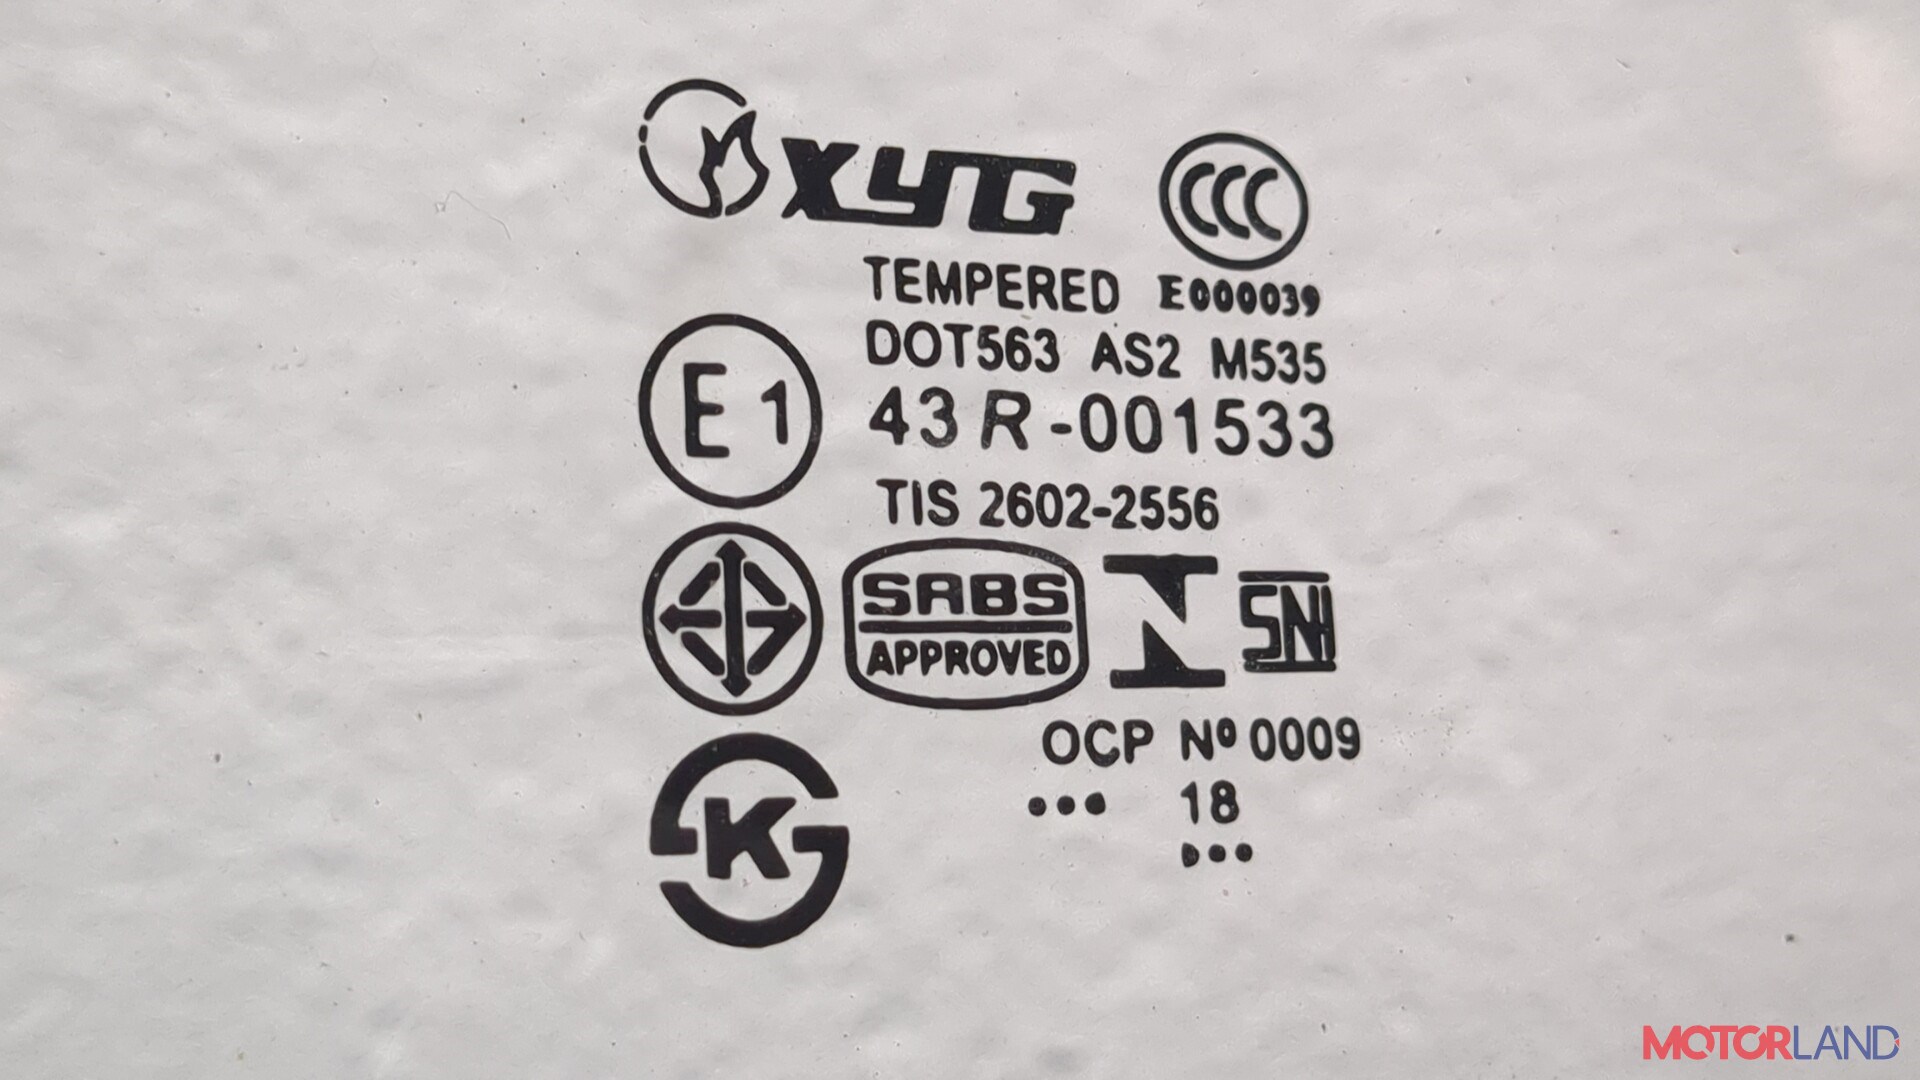 XYG
CCC
TEMPERED E000039
DOT563 AS2 M535
E1
43R-001533
TIS 2602-2556
SABS
APPROVED
N
SNI
OCP Nº 0009
••• 18
•••
K
MOTORLAND